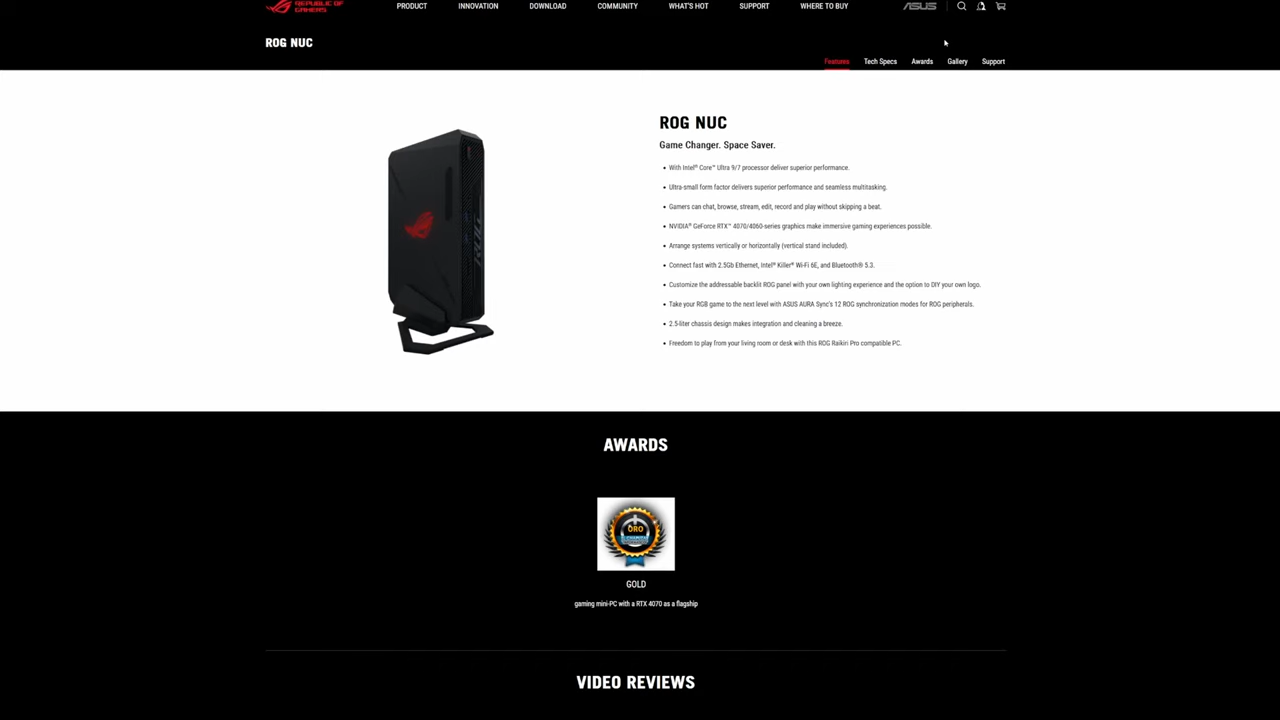 REPUBLIC OF
GAMERS
PRODUCT INNOVATION DOWNLOAD COMMUNITY WHAT'S HOT SUPPORT WHERE TO BUY
ASUS
ROG NUC
Features Tech Specs Awards Gallery Support
ROG NUC
Game Changer. Space Saver.
• With Intel® Core™ Ultra 9/7 processor deliver superior performance.
• Ultra-small form factor delivers superior performance and seamless multitasking.
• Gamers can chat, browse, stream, edit, record and play without skipping a beat.
• NVIDIA® GeForce RTX™ 4070/4060-series graphics make immersive gaming experiences possible.
• Arrange systems vertically or horizontally (vertical stand included).
• Connect fast with 2.5Gb Ethernet, Intel® Killer® Wi-Fi 6E, and Bluetooth® 5.3.
• Customize the addressable backlit ROG panel with your own lighting experience and the option to DIY your own logo.
• Take your RGB game to the next level with ASUS AURA Sync's 12 ROG synchronization modes for ROG peripherals.
• 2.5-liter chassis design makes integration and cleaning a breeze.
• Freedom to play from your living room or desk with this ROG Raikiri Pro compatible PC.
AWARDS
ORO
GOLD
gaming mini-PC with a RTX 4070 as a flagship
VIDEO REVIEWS